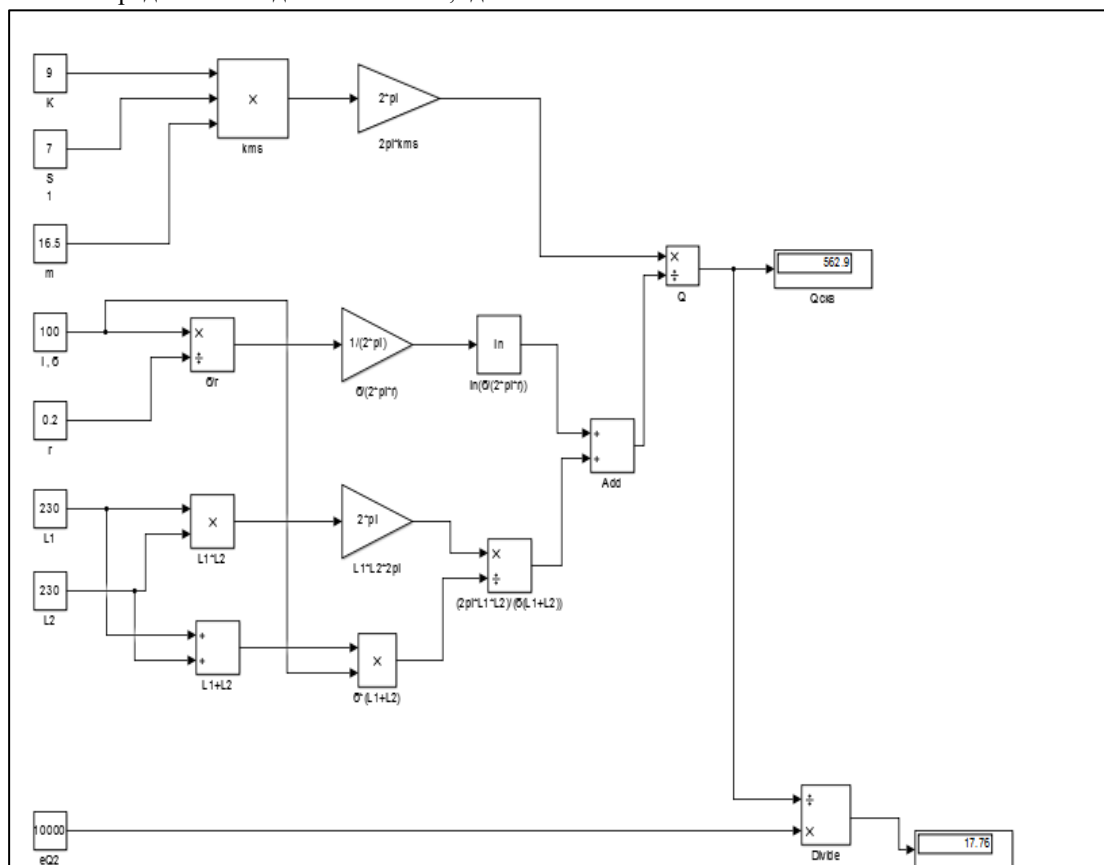 9
K
×
kms
2*pi
2pi*kms
7
S
1
16.5
m
×
÷
Q
562.9
Qскв
100
l , б
×
÷
б/r
1/(2*pi)
б/(2*pi*r)
ln
ln(б/(2*pi*r))
0.2
r
+
+
Add
230
L1
×
L1*L2
2*pi
L1*L2*2pi
×
÷
(2pi*L1*L2)/(б(L1+L2))
230
L2
+
+
L1+L2
×
б*(L1+L2)
÷
×
Divide
10000
eQ2
17.76